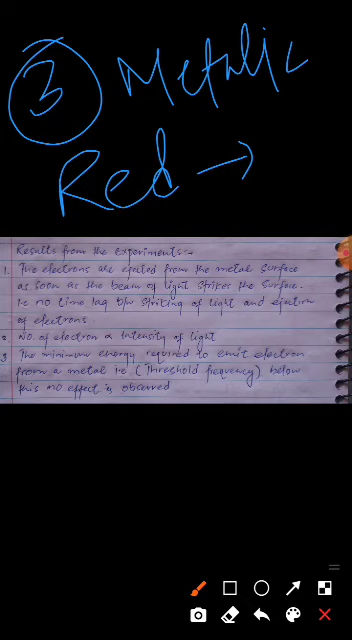 3 Metalic
Red →
Results from the experiments:-
1. The electrons are ejected from the metal surface
as soon as the beam of light strikes the surface.
i.e no time lag b/w striking of light and ejection
of electrons.
2 No of electron α intensity of light
3 The minimum energy required to emit electron
from a metal i.e (Threshold frequency) below
this no effect is observed